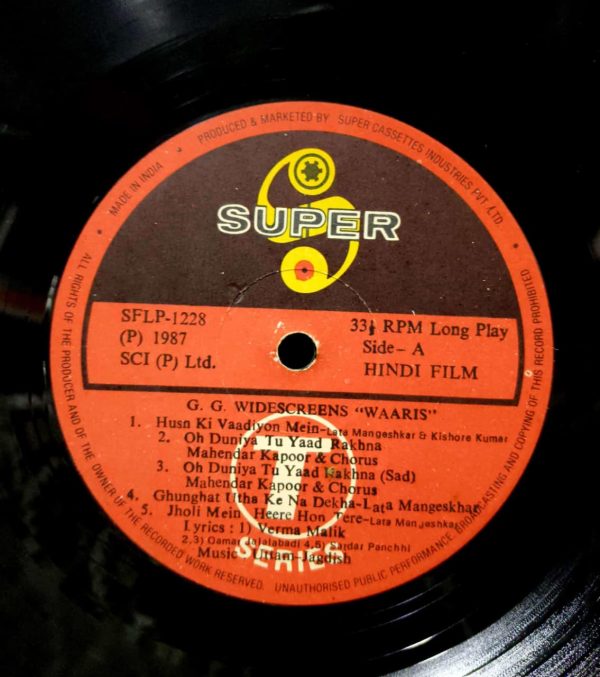 MADE IN INDIA • PRODUCED & MARKETED BY SUPER CASSETTES INDUSTRIES PVT. LTD.
SUPER
SFLP-1228
(P) 1987
SCI (P) Ltd.
33⅓ RPM Long Play
Side- A
HINDI FILM
G. G. WIDESCREENS "WAARIS"
1. Husn Ki Vaadiyon Mein-Lata Mangeshkar & Kishore Kumar
2. Oh Duniya Tu Yaad Rakhna
Mahendar Kapoor & Chorus
3. Oh Duniya Tu Yaad Rakhna (Sad)
Mahendar Kapoor & Chorus
4. Ghunghat Utha Ke Na Dekha-Lata Mangeshkar
5. Jholi Mein Heere Hon Tere-Lata Mangeshkar
Lyrics : 1) Verma Malik
2,3) Qamar Jalalabadi 4,5) Sardar Panchhi
Music : Uttam-Jagdish
T
SERIES
ALL RIGHTS OF THE PRODUCER AND OF THE OWNER OF THE RECORDED WORK RESERVED. UNAUTHORISED PUBLIC PERFORMANCE BROADCASTING AND COPYING OF THIS RECORD PROHIBITED